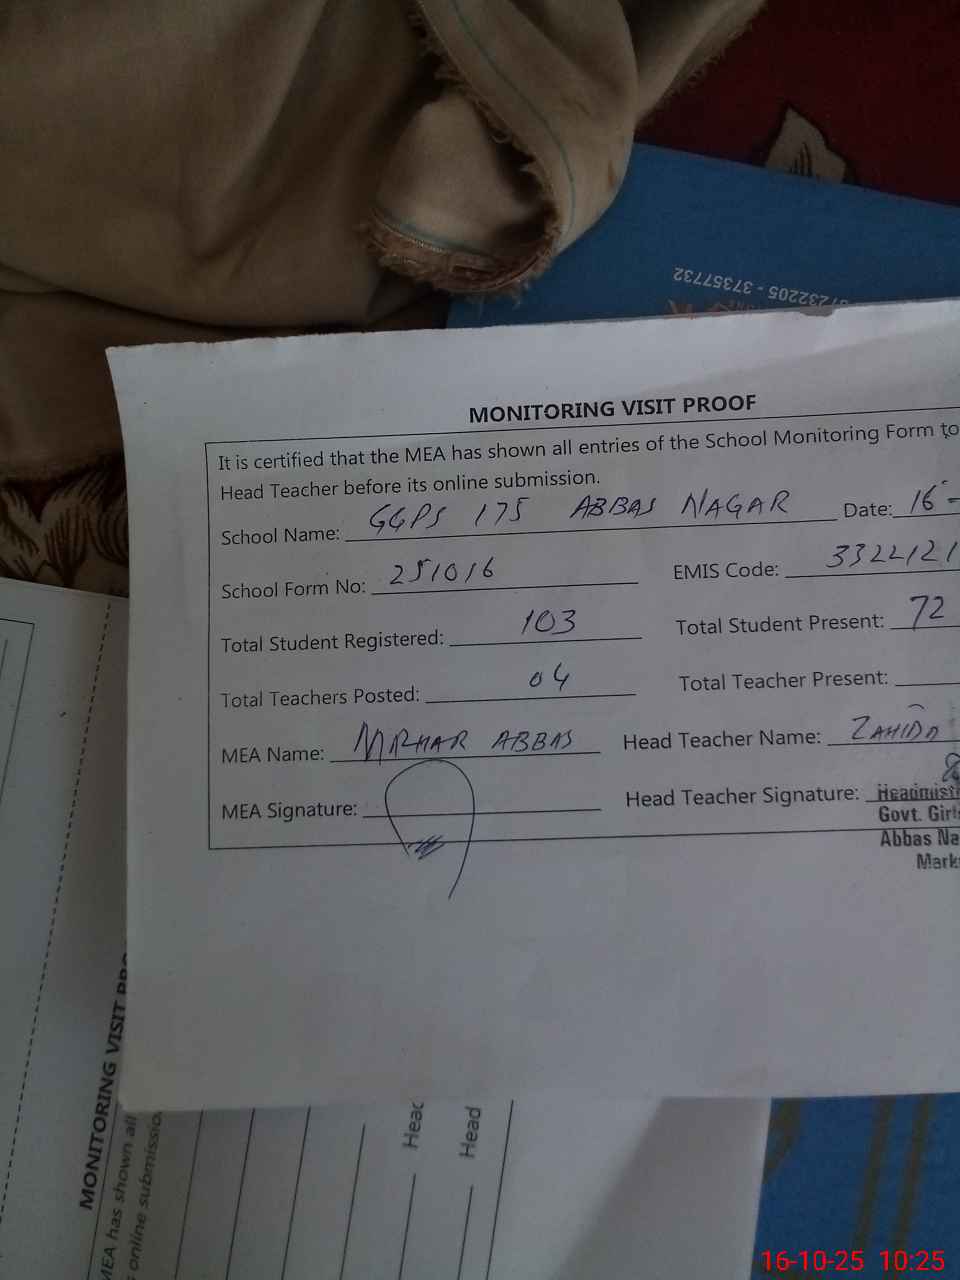 37232205 - 37357732
MONITORING VISIT PROOF
It is certified that the MEA has shown all entries of the School Monitoring Form to
Head Teacher before its online submission.
School Name: GGPS 175 ABBAS NAGAR Date: 16-
School Form No: 251016 EMIS Code: 3322121
Total Student Registered: 103 Total Student Present: 72
Total Teachers Posted: 04 Total Teacher Present:
MEA Name: MAZHAR ABBAS Head Teacher Name: ZAHIDA
MEA Signature: Head Teacher Signature:
Headmist
Govt. Girls
Abbas Na
Mark
MONITORING VISIT PRO
MEA has shown all
online submissio
Head
Head
16-10-25 10:25